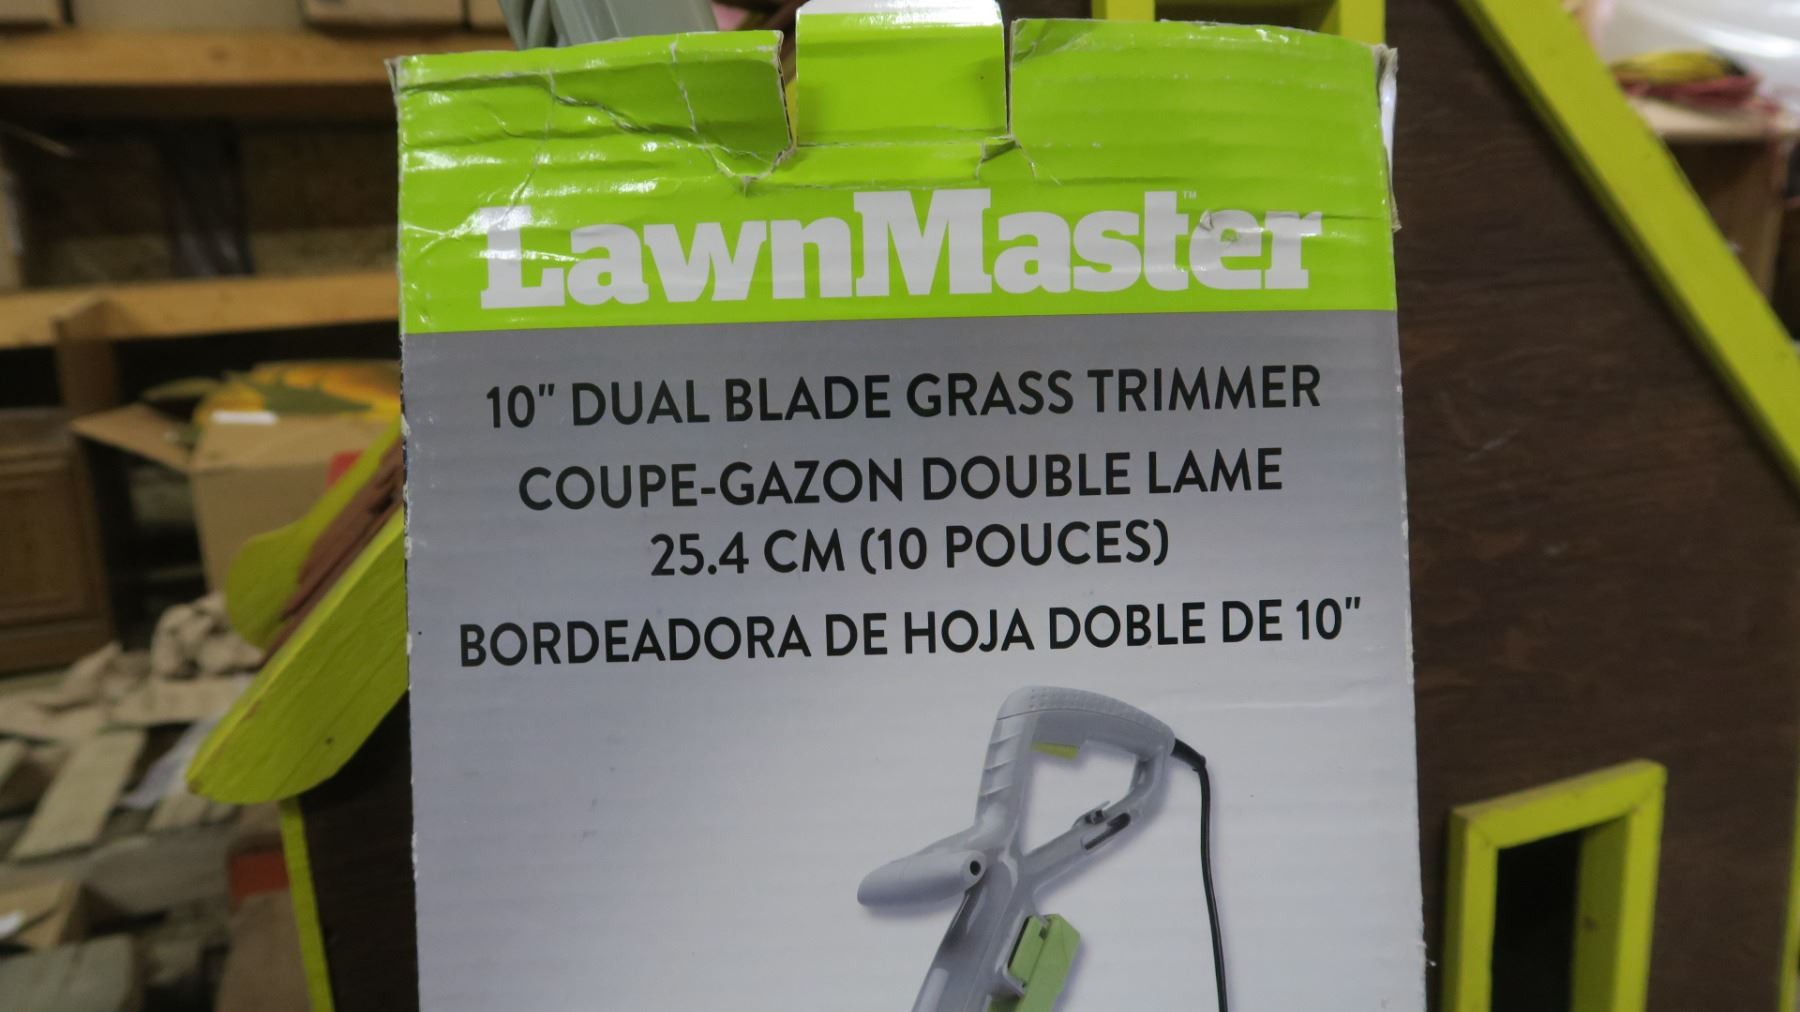 LawnMaster™
10" DUAL BLADE GRASS TRIMMER
COUPE-GAZON DOUBLE LAME
25.4 CM (10 POUCES)
BORDEADORA DE HOJA DOBLE DE 10"